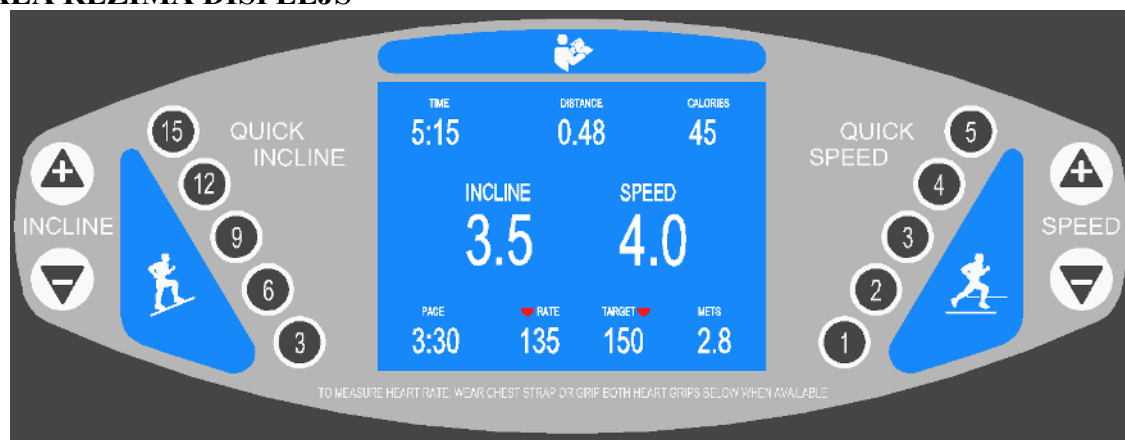 TIME DISTANCE CALORIES
5:15 0.48 45
INCLINE SPEED
3.5 4.0
PACE RATE TARGET METS
3:30 135 150 2.8
15 QUICK
INCLINE
12
9
6
3
INCLINE
QUICK 5
SPEED
4
3
2
1
SPEED
TO MEASURE HEART RATE: WEAR CHEST STRAP OR GRIP BOTH HEART GRIPS BELOW WHEN AVAILABLE